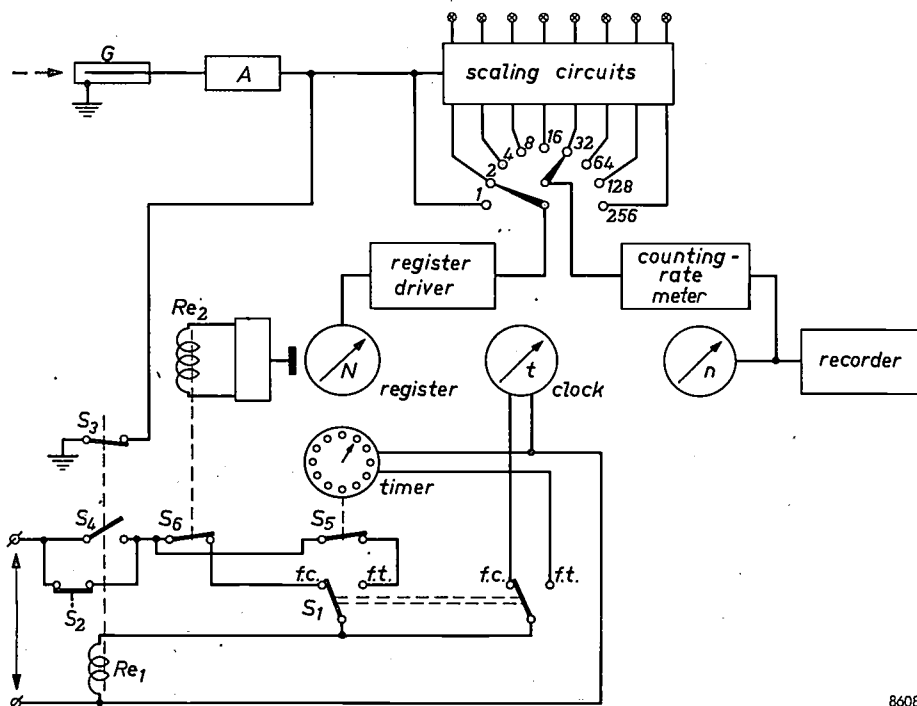 G
A
scaling circuits
1
2
4
8
16
32
64
128
256
register
driver
counting-
rate
meter
Re2
N
register
t
clock
n
recorder
S3
timer
S4
S6
S5
f.c.
f.t.
S1
f.c.
f.t.
S2
Re1
8608